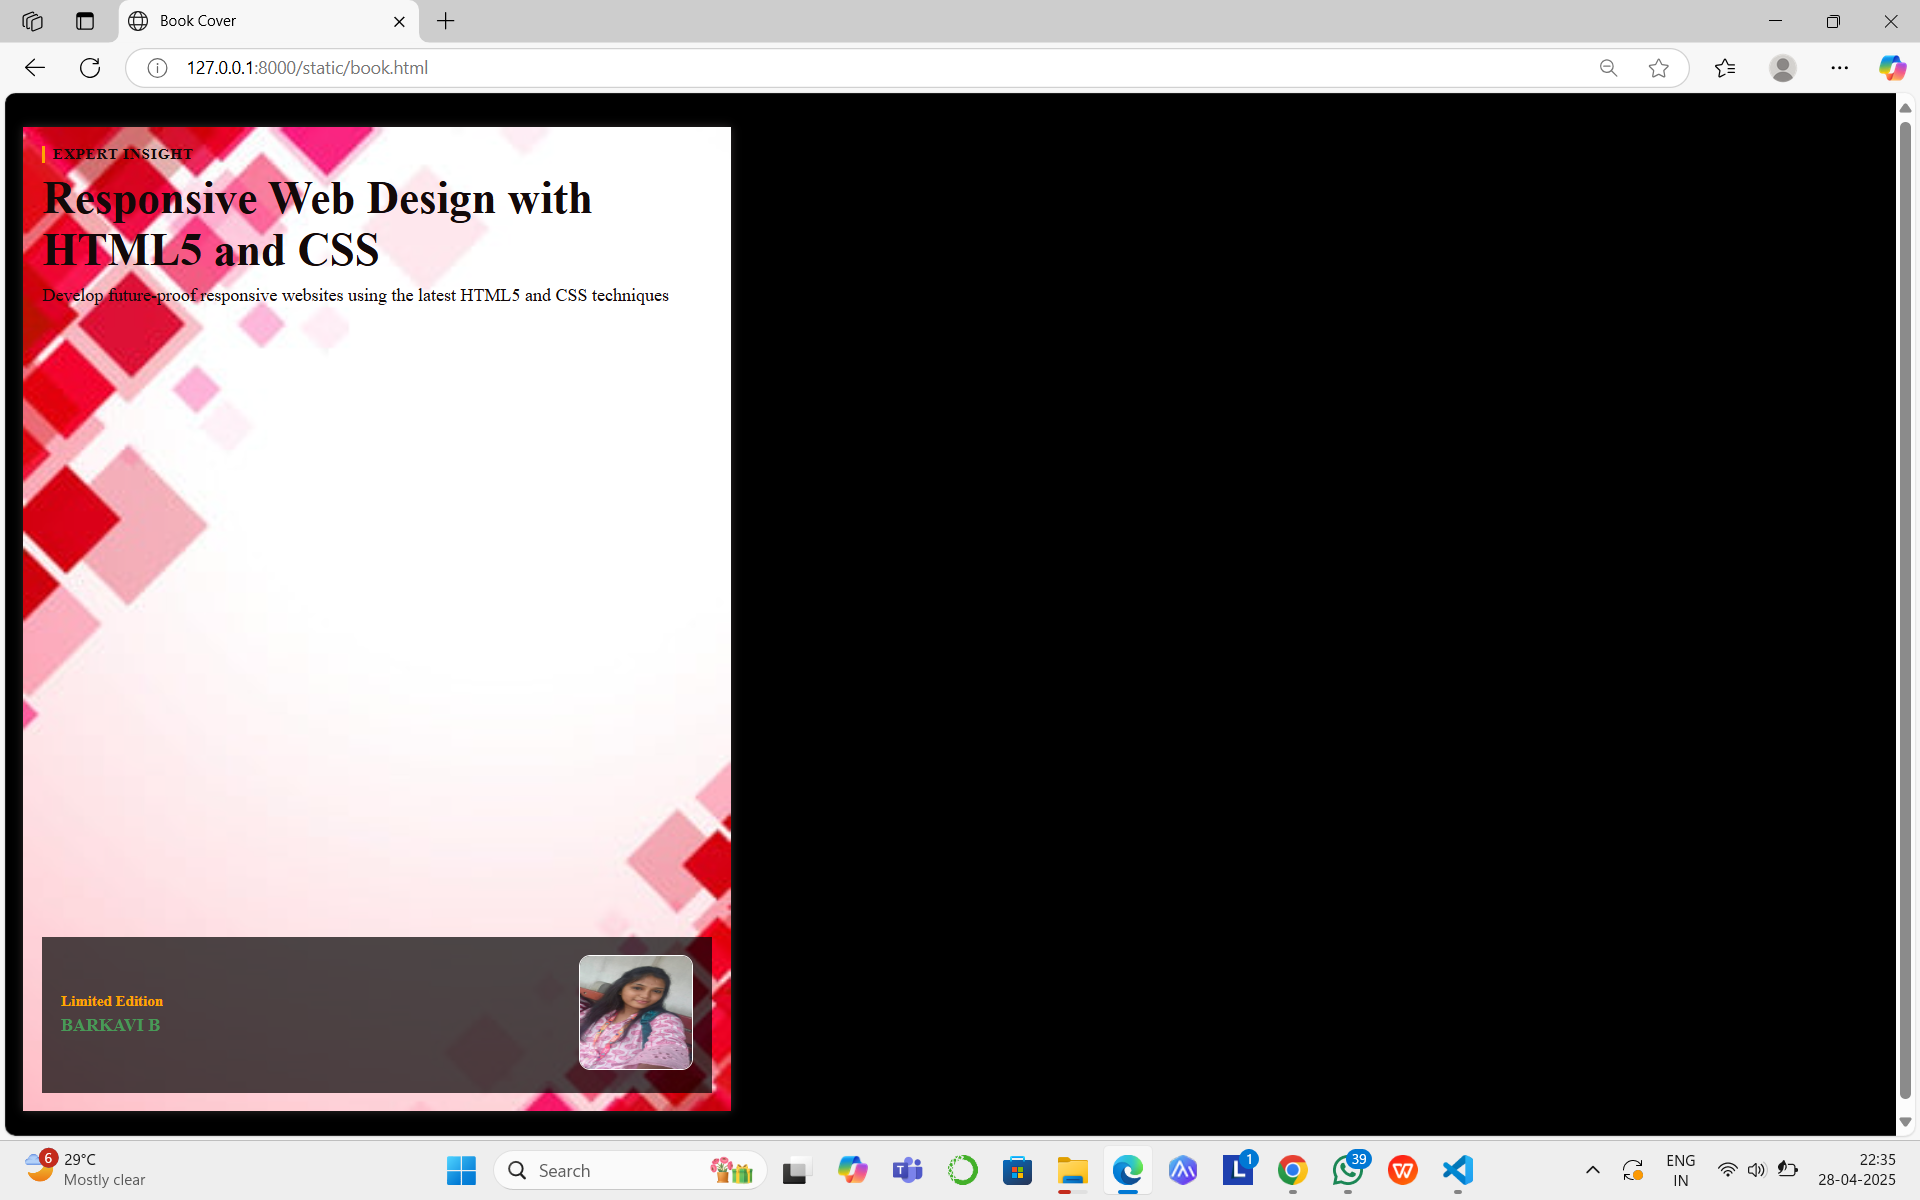 Book Cover
127.0.0.1:8000/static/book.html
EXPERT INSIGHT
Responsive Web Design with
HTML5 and CSS
Develop future-proof responsive websites using the latest HTML5 and CSS techniques
Limited Edition
BARKAVI B
6
29°C
Mostly clear
Search
T
L
1
39
W
ENG
IN
22:35
28-04-2025